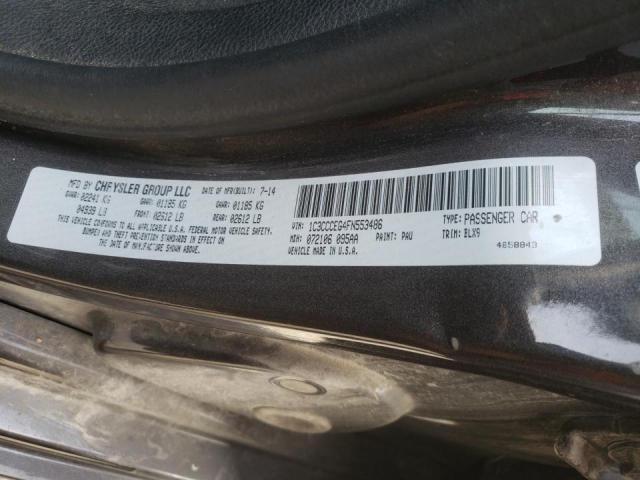 MFD BY CHRYSLER GROUP LLC DATE OF MFR(BUILT): 7-14
GVWR: 02241 KG GAWR: 01185 KG GAWR: 01185 KG
04939 LB FRONT: 02612 LB REAR: 02612 LB
THIS VEHICLE CONFORMS TO ALL APPLICABLE U.S.A. FEDERAL MOTOR VEHICLE SAFETY,
BUMPER AND THEFT PREVENTION STANDARDS IN EFFECT ON
THE DATE OF MANUFACTURE SHOWN ABOVE.
VIN: 1C3CCCEG4FN553486 TYPE: PASSENGER CAR
MDH: 072106 095AA PAINT: PAU TRIM: BLX9
VEHICLE MADE IN U.S.A. 4658843